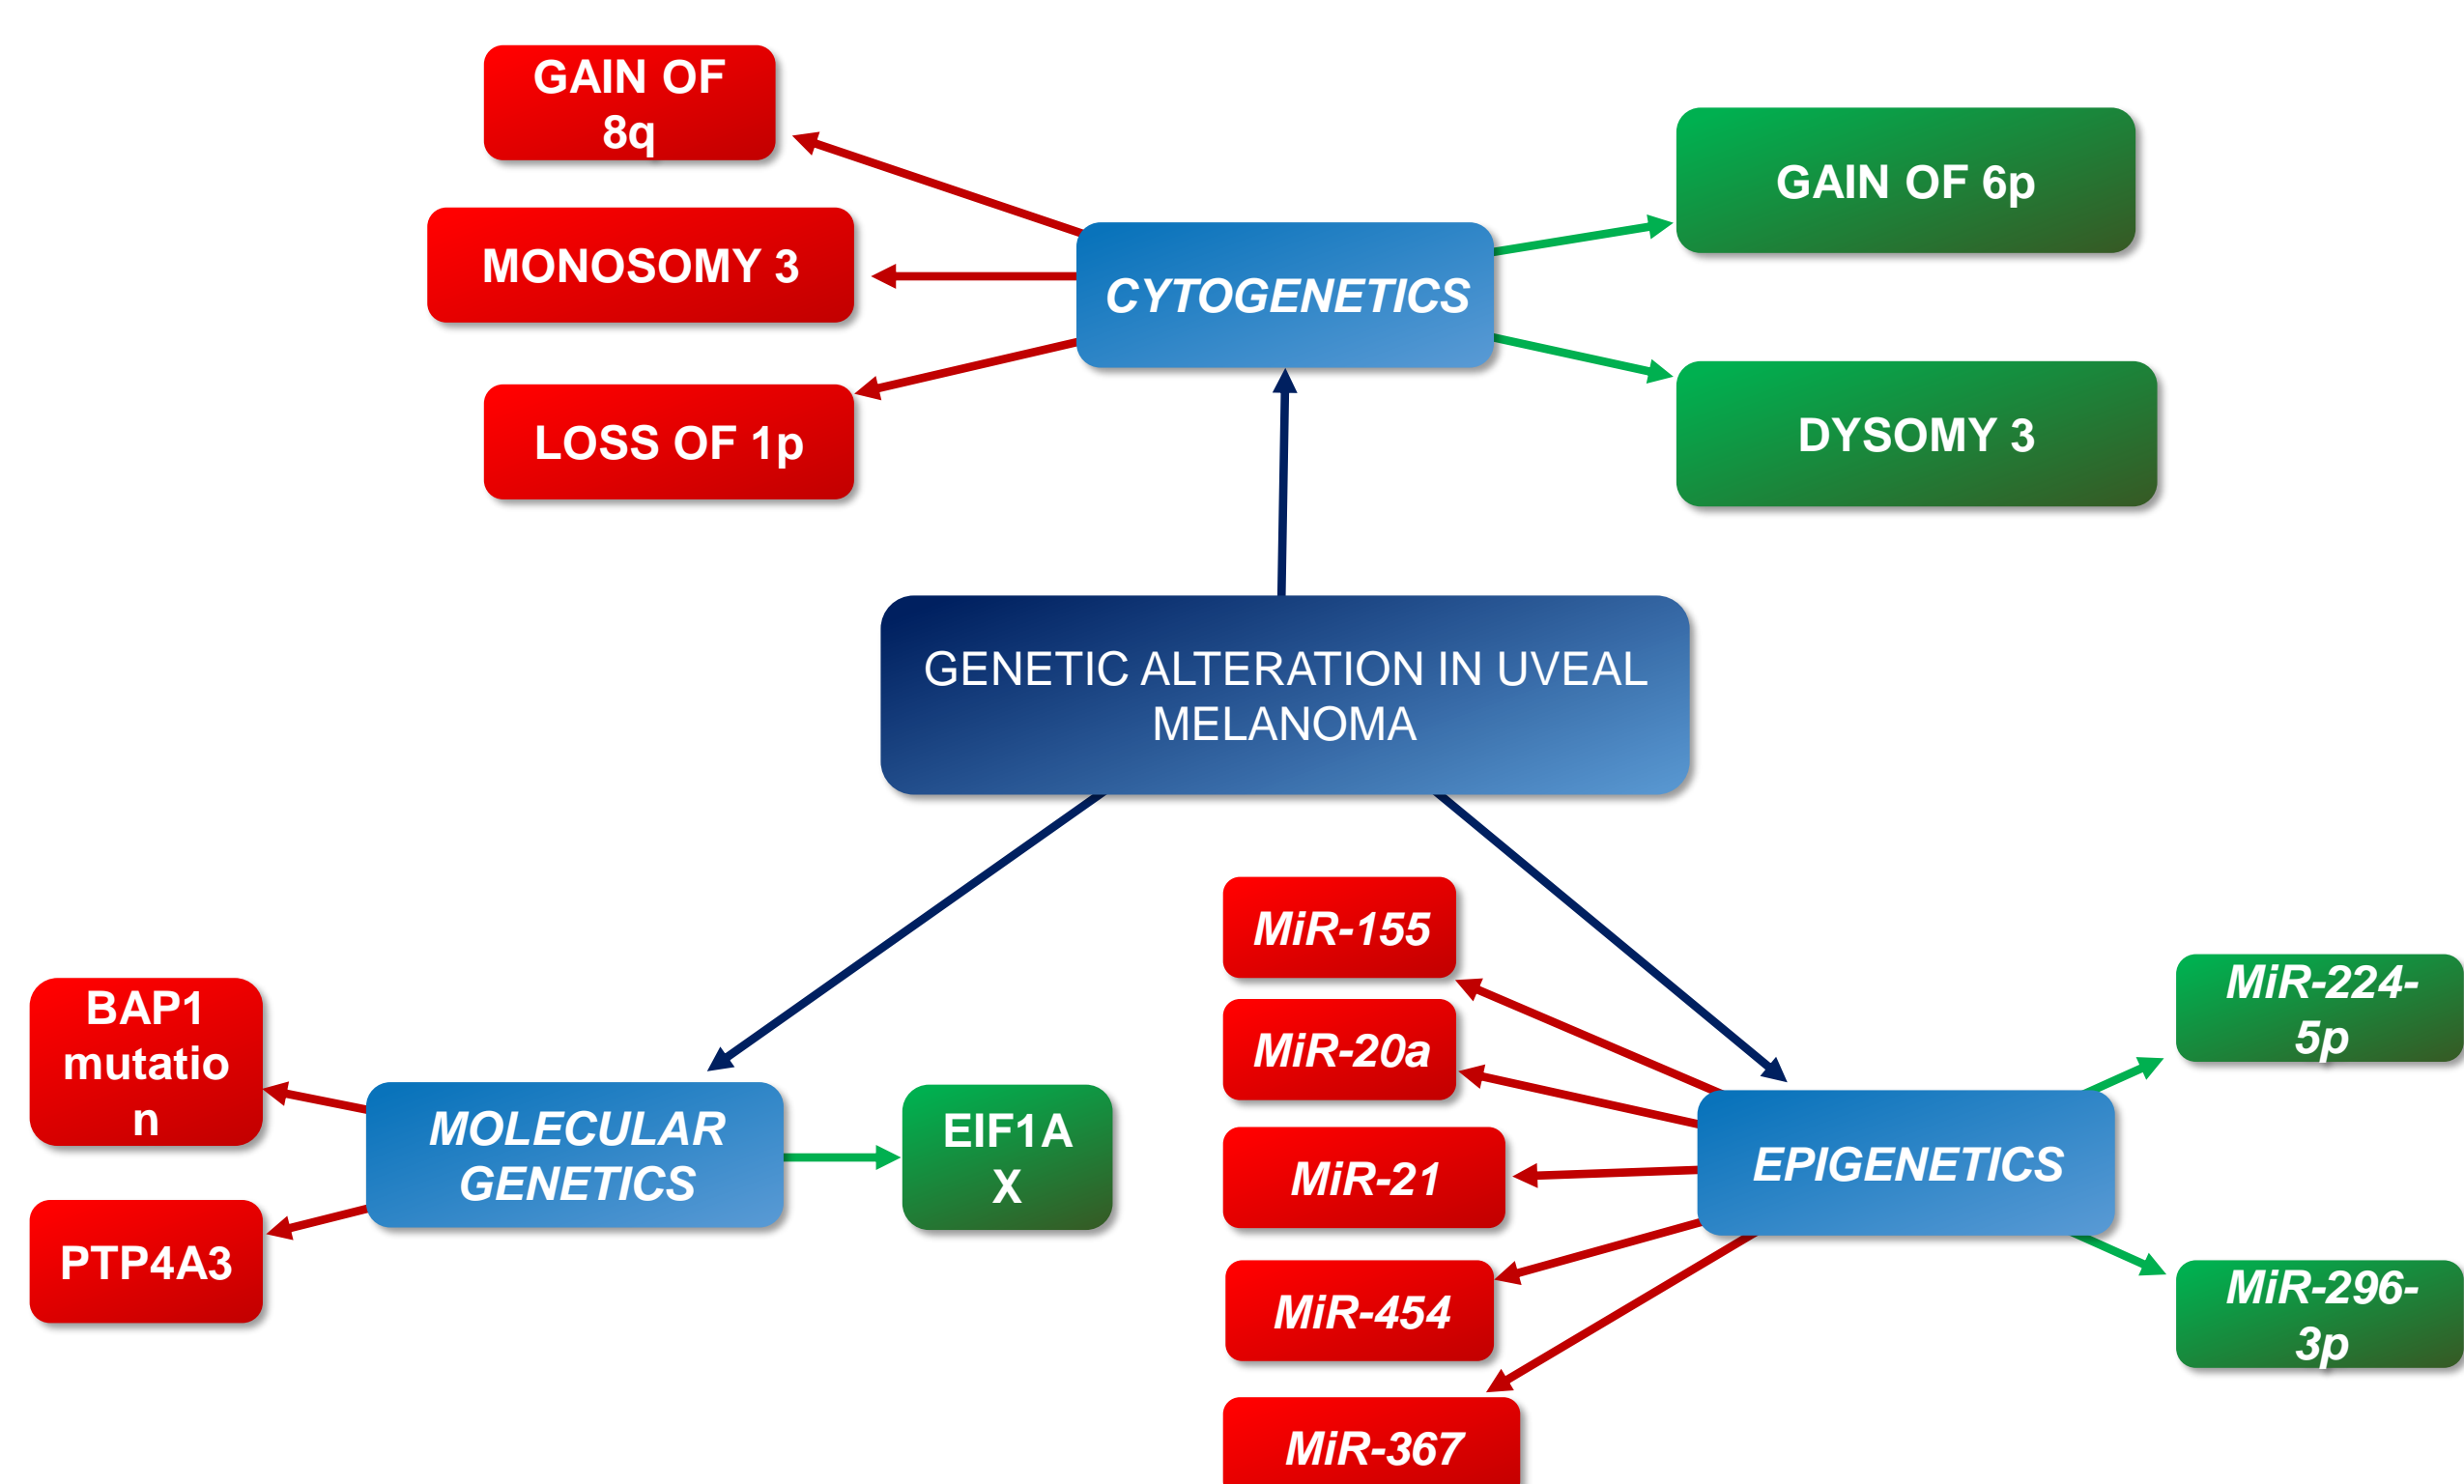 GAIN OF
8q
MONOSOMY 3
LOSS OF 1p
CYTOGENETICS
GAIN OF 6p
DYSOMY 3
GENETIC ALTERATION IN UVEAL
MELANOMA
BAP1
mutatio
n
PTP4A3
MOLECULAR
GENETICS
EIF1A
X
MiR-155
MiR-20a
MiR-21
MiR-454
MiR-367
EPIGENETICS
MiR-224-
5p
MiR-296-
3p